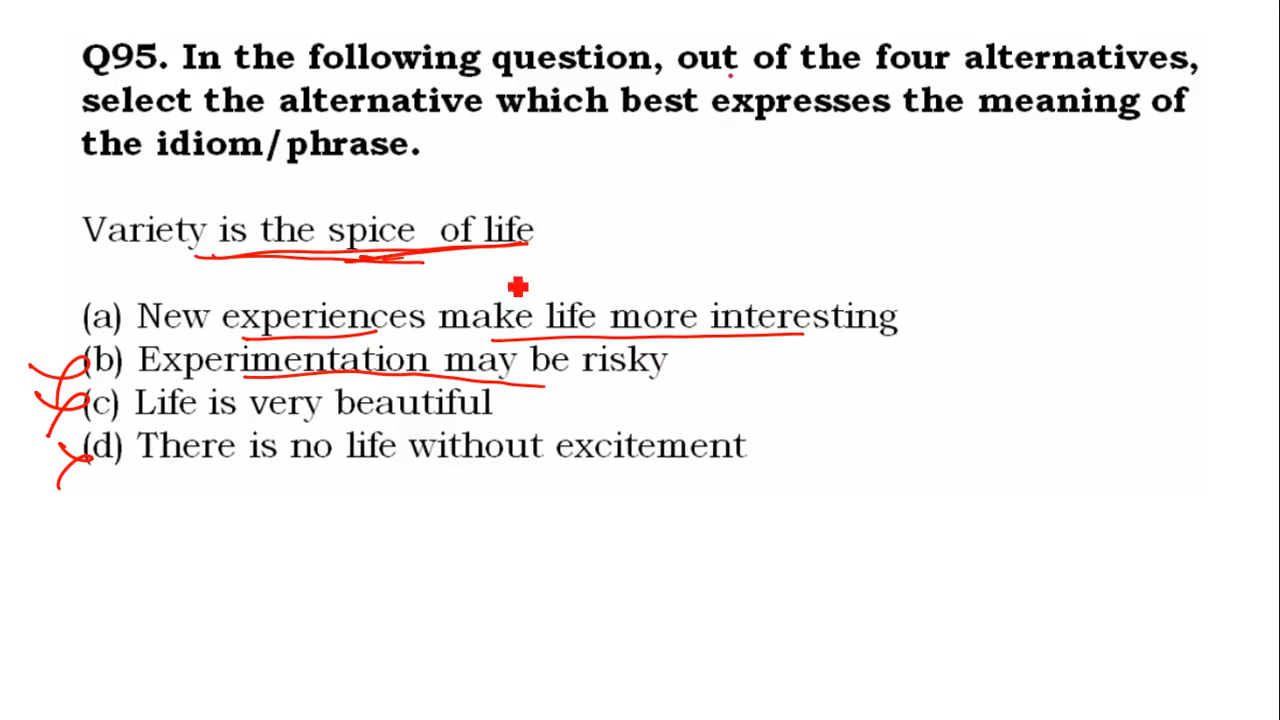 Q95. In the following question, out of the four alternatives,
select the alternative which best expresses the meaning of
the idiom/phrase.
Variety is the spice of life
(a) New experiences make life more interesting
(b) Experimentation may be risky
(c) Life is very beautiful
(d) There is no life without excitement